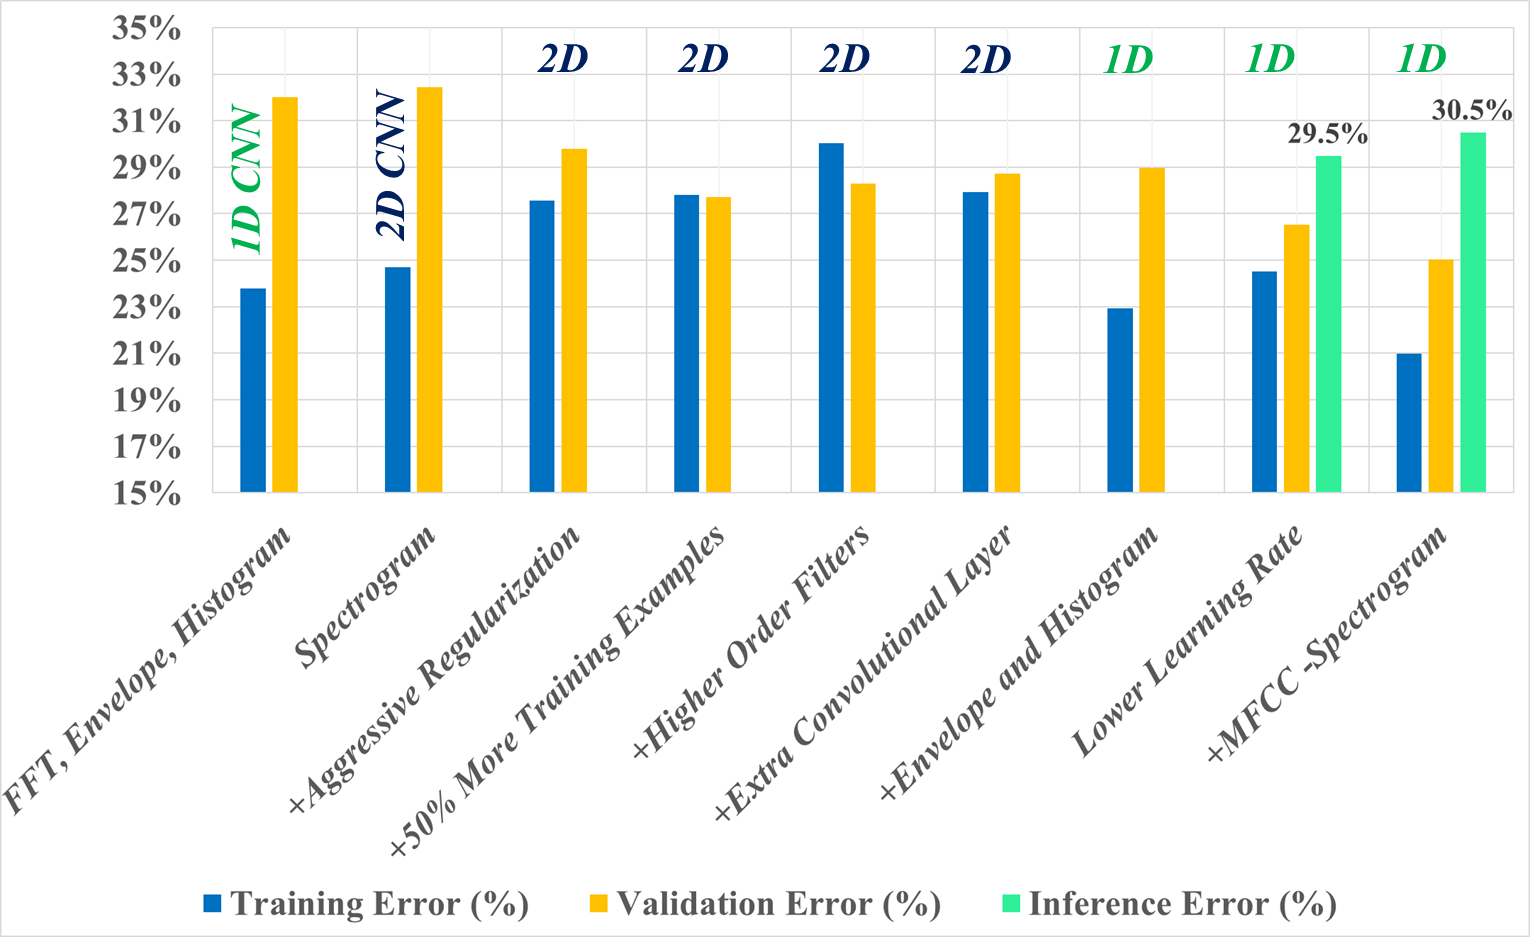 35%
33%
31%
29%
27%
25%
23%
21%
19%
17%
15%
1D CNN
2D CNN
2D
2D
2D
2D
1D
1D
1D
29.5%
30.5%
FFT, Envelope, Histogram
Spectrogram
+Aggressive Regularization
+50% More Training Examples
+Higher Order Filters
+Extra Convolutional Layer
+Envelope and Histogram
Lower Learning Rate
+MFCC -Spectrogram
Training Error (%)
Validation Error (%)
Inference Error (%)